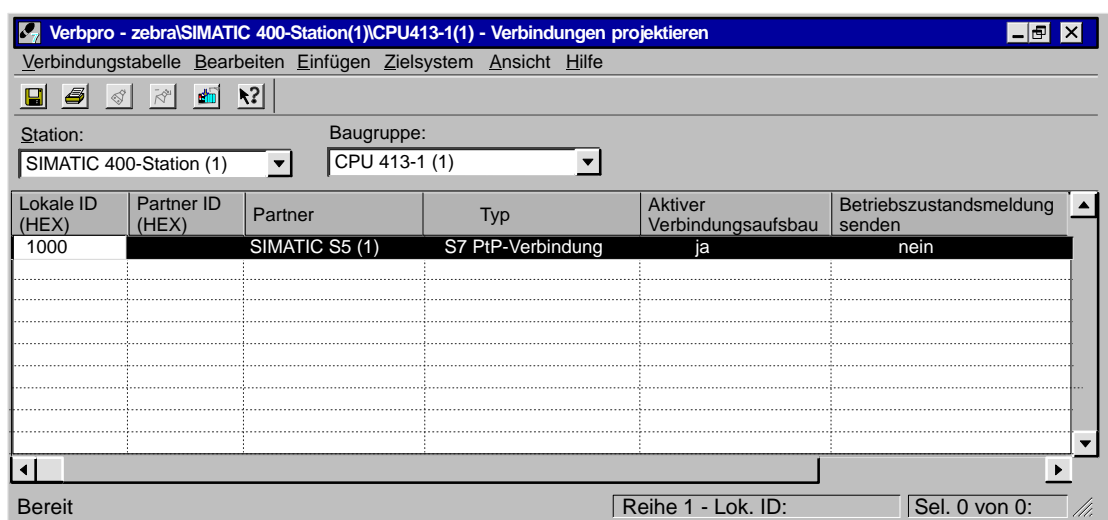 Verbpro - zebra\SIMATIC 400-Station(1)\CPU413-1(1) - Verbindungen projektieren
Verbindungstabelle Bearbeiten Einfügen Zielsystem Ansicht Hilfe
Station: Baugruppe:
SIMATIC 400-Station (1) CPU 413-1 (1)
Lokale ID Partner ID Partner Typ Aktiver Betriebszustandsmeldung
(HEX) (HEX) Verbindungsaufsbau senden
1000 SIMATIC S5 (1) S7 PtP-Verbindung ja nein
Bereit Reihe 1 - Lok. ID: Sel. 0 von 0: